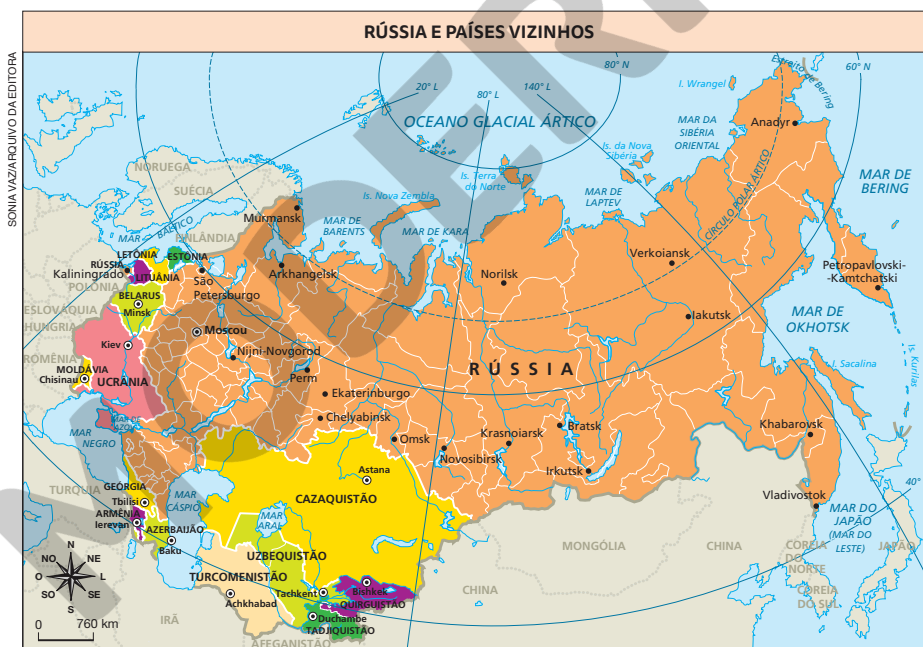 RÚSSIA E PAÍSES VIZINHOS
SONIA VAZ/ARQUIVO DA EDITORA
80° N
60° N
20° L
80° L
140° L
Estreito de Bering
I. Wrangel
OCEANO GLACIAL ÁRTICO
MAR DA
SIBÉRIA
ORIENTAL
Anadyr
Is. da Nova
Sibéria
NORUEGA
SUÉCIA
Is. Terra
do Norte
MAR DE
BERING
Is. Nova Zembla
MAR DE
LAPTEV
CÍRCULO POLAR ÁRTICO
Murmansk
MAR DE
BARENTS
MAR DE KARA
MAR BÁLTICO
FINLÂNDIA
LETÔNIA
ESTÔNIA
RÚSSIA
Kaliningrado
LITUÂNIA
São
Petersburgo
Arkhangelsk
Norilsk
Verkoiansk
Petropavlovski-
-Kamtchatski
POLÔNIA
BELARUS
Minsk
ESLOVÁQUIA
HUNGRIA
Moscou
Iakutsk
MAR DE
OKHOTSK
Kiev
Nijni-Novgorod
ROMÊNIA
MOLDÁVIA
Chisinau
UCRÂNIA
Perm
RÚSSIA
I. Sacalina
Is. Kurilas
Ekaterinburgo
MAR DE
AZOV
Chelyabinsk
MAR
NEGRO
Omsk
Krasnoiarsk
Bratsk
Khabarovsk
Novosibirsk
Irkutsk
Astana
TURQUIA
GEÓRGIA
Tbilisi
MAR
CÁSPIO
CAZAQUISTÃO
Vladivostok
40°
ARMÊNIA
Ierevan
AZERBAIJÃO
Baku
MAR
ARAL
MAR DO
JAPÃO
(MAR DO
LESTE)
MONGÓLIA
CHINA
COREIA
DO
NORTE
JAPÃO
UZBEQUISTÃO
TURCOMENISTÃO
Tachkent
Bishkek
QUIRGUISTÃO
CHINA
COREIA
DO SUL
Achkhabad
Duchambe
TADJIQUISTÃO
IRÃ
AFEGANISTÃO
N
NO
NE
O
L
SO
SE
S
0
760 km